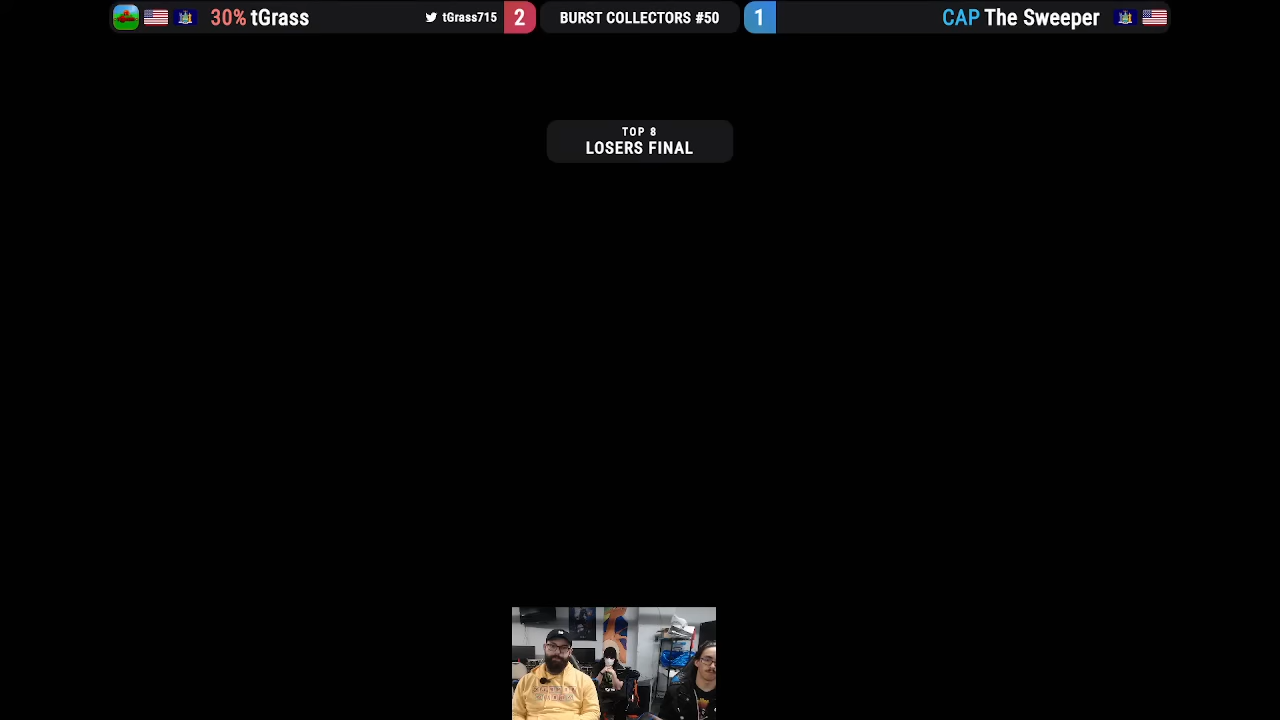 30% tGrass
tGrass715
2
BURST COLLECTORS #50
1
CAP The Sweeper
TOP 8
LOSERS FINAL